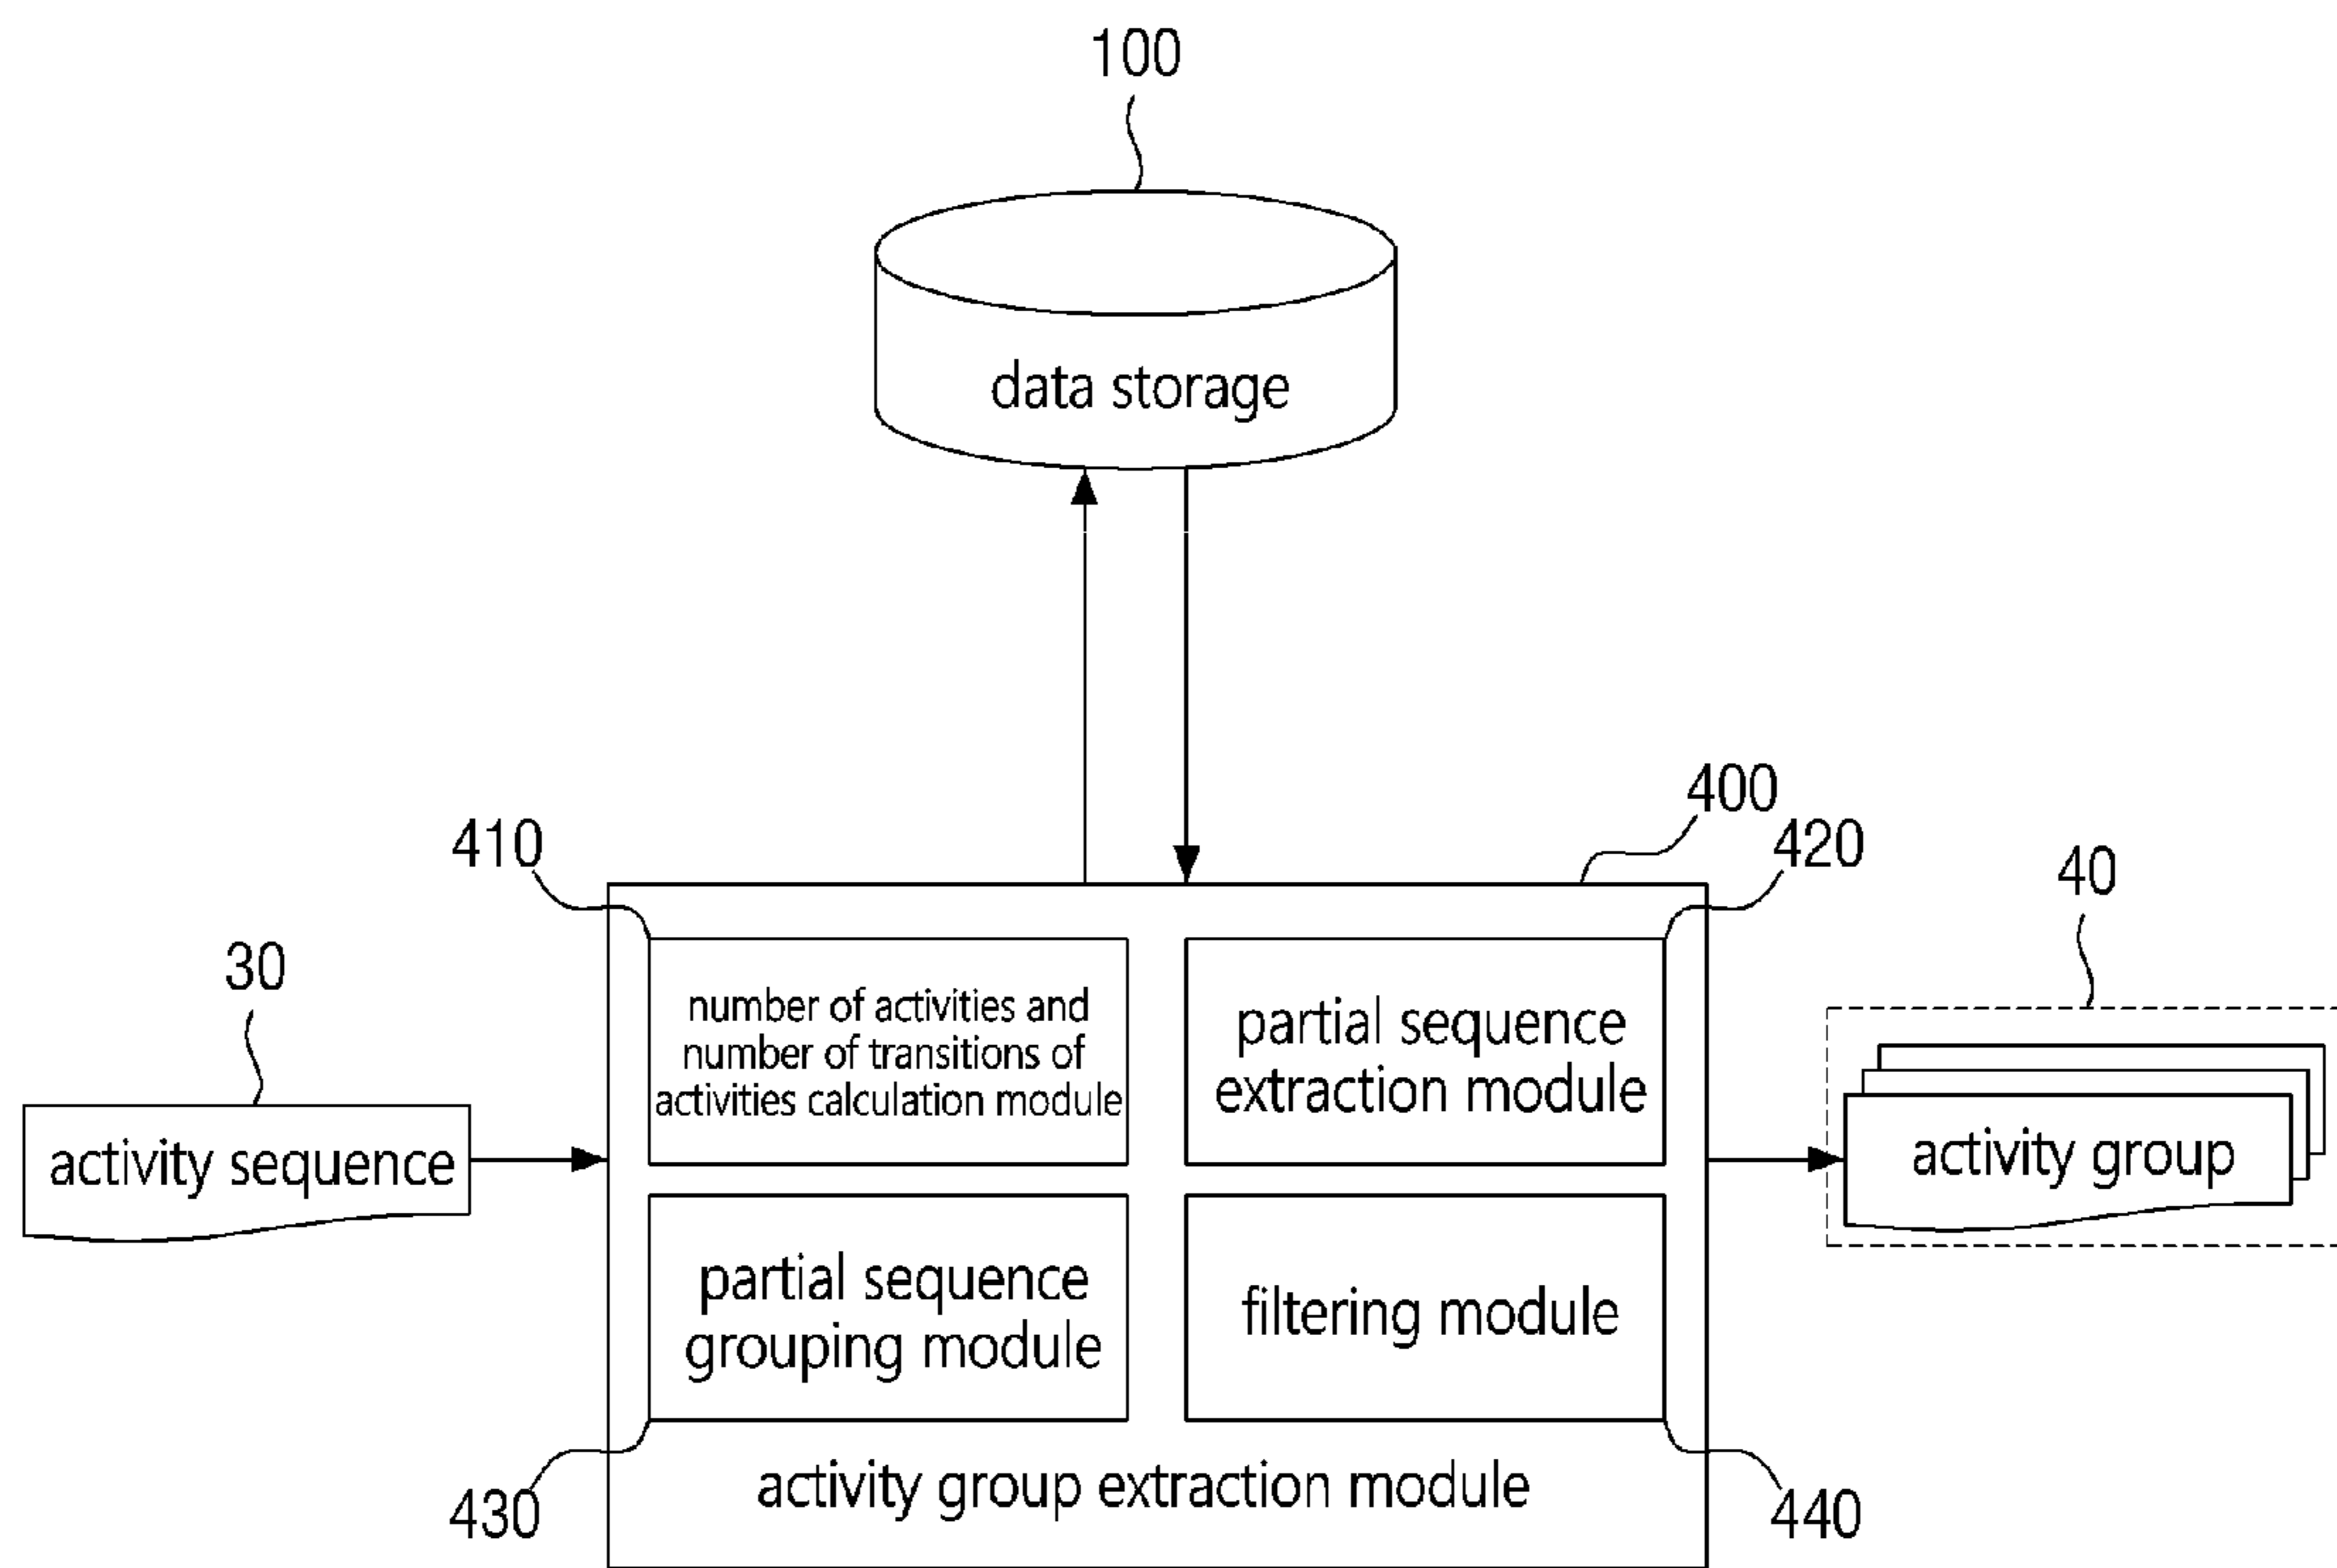 100
data storage
400
410
420
40
30
number of activities and
number of transitions of
activities calculation module
partial sequence
extraction module
activity sequence
activity group
partial sequence
grouping module
filtering module
activity group extraction module
430
440